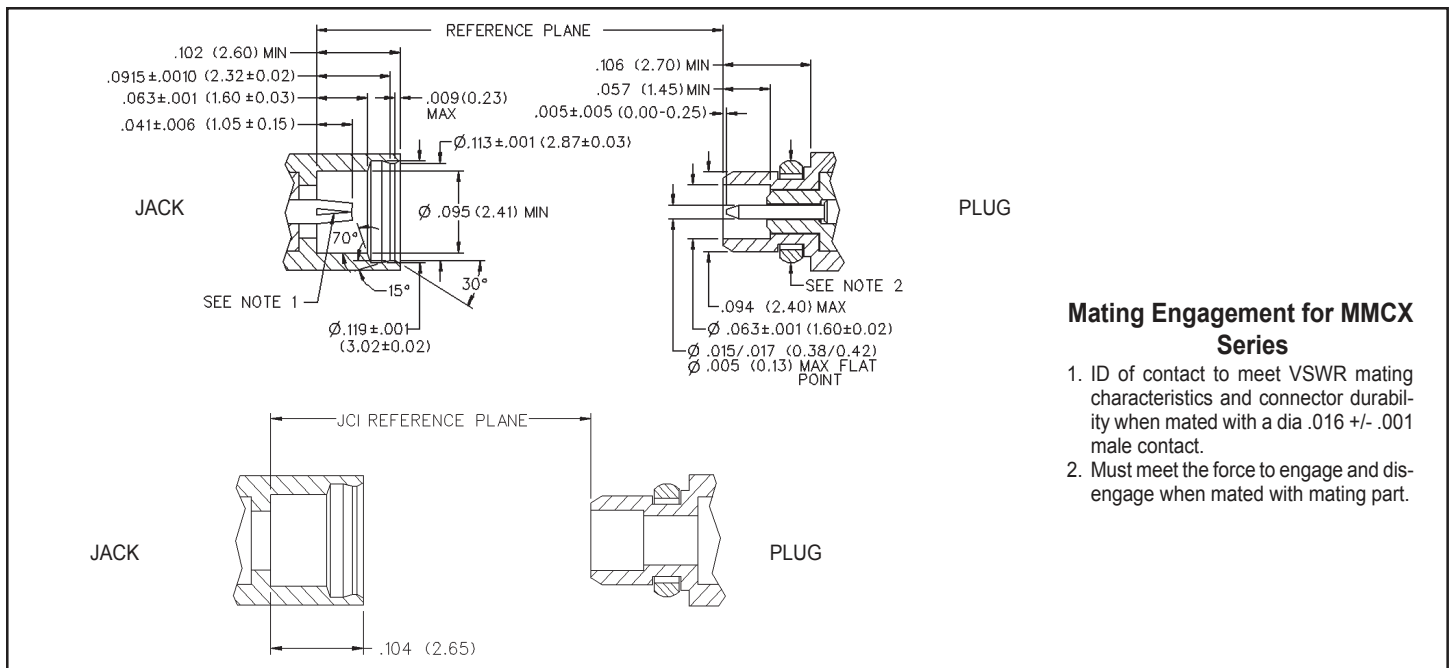 REFERENCE PLANE
.102 (2.60) MIN
.0915±.0010 (2.32±0.02)
.063±.001 (1.60±0.03)
.009(0.23)
MAX
.041±.006 (1.05±0.15)
Ø.113±.001 (2.87±0.03)
.106 (2.70) MIN
.057 (1.45) MIN
.005±.005 (0.00-0.25)
JACK
Ø .095 (2.41) MIN
PLUG
70°
SEE NOTE 1
15°
30°
Ø.119±.001
(3.02±0.02)
SEE NOTE 2
.094 (2.40) MAX
Ø .063±.001 (1.60±0.02)
Ø .015/.017 (0.38/0.42)
Ø .005 (0.13) MAX FLAT
POINT
Mating Engagement for MMCX
Series
1. ID of contact to meet VSWR mating
characteristics and connector durabil-
ity when mated with a dia .016 +/- .001
male contact.
2. Must meet the force to engage and dis-
engage when mated with mating part.
JCI REFERENCE PLANE
JACK
PLUG
.104 (2.65)